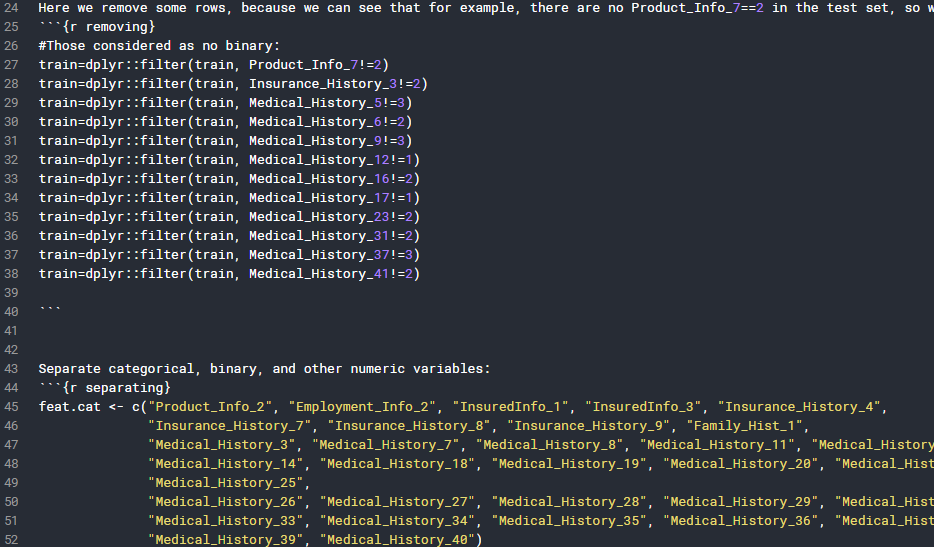 24 Here we remove some rows, because we can see that for example, there are no Product_Info_7==2 in the test set, so
25 ```{r removing}
26 #Those considered as no binary:
27 train=dplyr::filter(train, Product_Info_7!=2)
28 train=dplyr::filter(train, Insurance_History_3!=2)
29 train=dplyr::filter(train, Medical_History_5!=3)
30 train=dplyr::filter(train, Medical_History_6!=2)
31 train=dplyr::filter(train, Medical_History_9!=3)
32 train=dplyr::filter(train, Medical_History_12!=1)
33 train=dplyr::filter(train, Medical_History_16!=2)
34 train=dplyr::filter(train, Medical_History_17!=1)
35 train=dplyr::filter(train, Medical_History_23!=2)
36 train=dplyr::filter(train, Medical_History_31!=2)
37 train=dplyr::filter(train, Medical_History_37!=3)
38 train=dplyr::filter(train, Medical_History_41!=2)
39
40 ```
41
42
43 Separate categorical, binary, and other numeric variables:
44 ```{r separating}
45 feat.cat <- c("Product_Info_2", "Employment_Info_2", "InsuredInfo_1", "InsuredInfo_3", "Insurance_History_4",
46 "Insurance_History_7", "Insurance_History_8", "Insurance_History_9", "Family_Hist_1",
47 "Medical_History_3", "Medical_History_7", "Medical_History_8", "Medical_History_11", "Medical_History
48 "Medical_History_14", "Medical_History_18", "Medical_History_19", "Medical_History_20", "Medical_Hist
49 "Medical_History_25",
50 "Medical_History_26", "Medical_History_27", "Medical_History_28", "Medical_History_29", "Medical_Hist
51 "Medical_History_33", "Medical_History_34", "Medical_History_35", "Medical_History_36", "Medical_Hist
52 "Medical_History_39", "Medical_History_40")